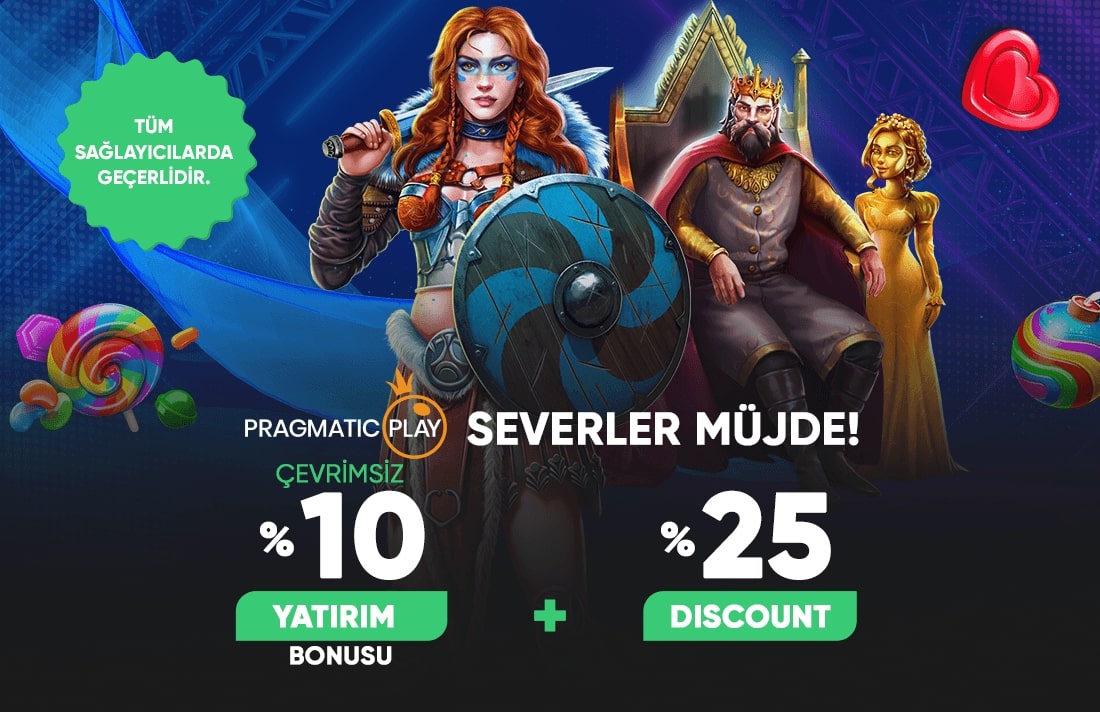 TÜM
SAĞLAYICILARDA
GEÇERLİDİR.
PRAGMATIC PLAY SEVERLER MÜJDE!
ÇEVRİMSİZ
%10
YATIRIM
BONUSU
+
%25
DISCOUNT